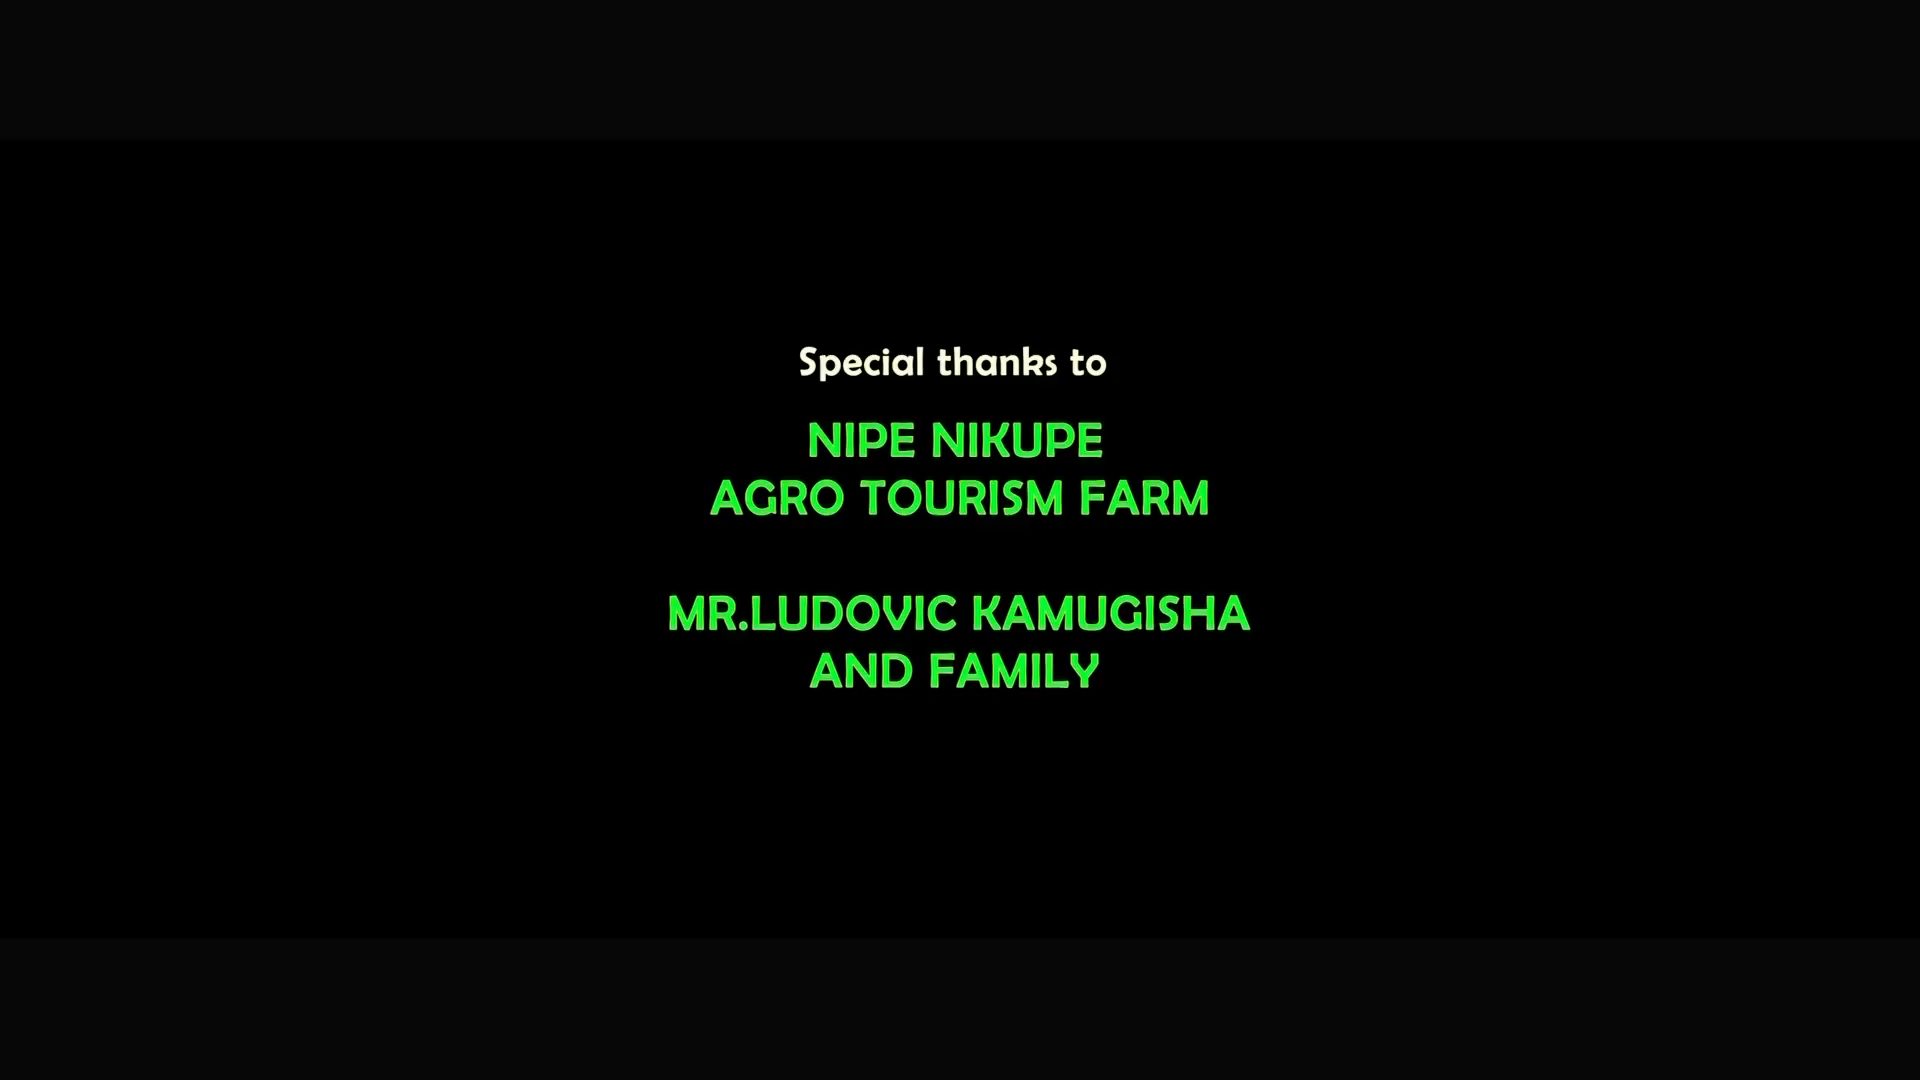 Special thanks to
NIPE NIKUPE
AGRO TOURISM FARM
MR.LUDOVIC KAMUGISHA
AND FAMILY